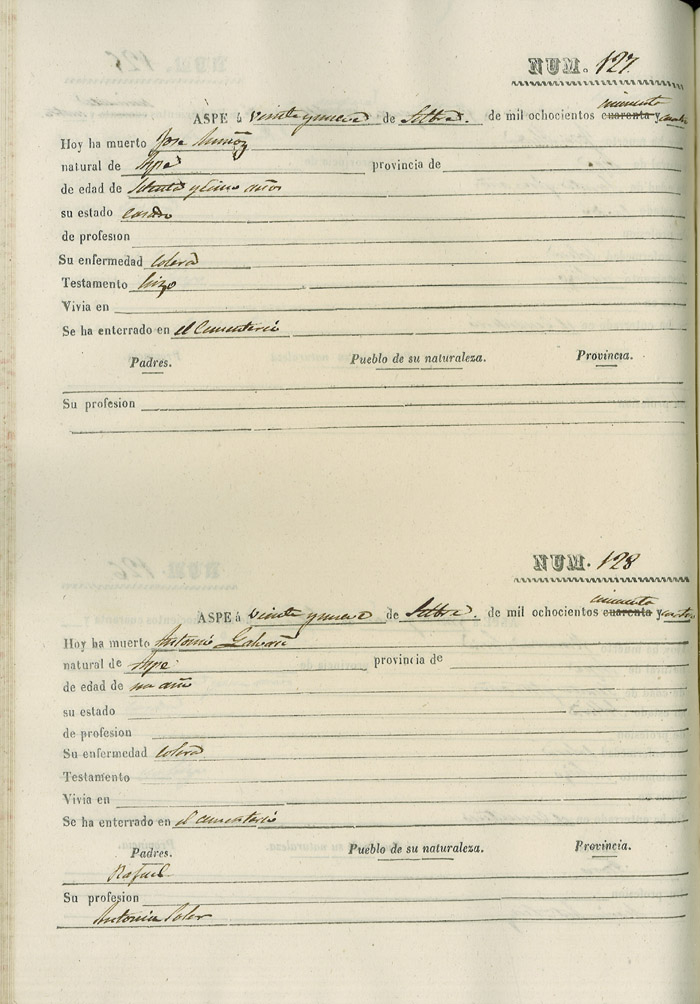 NUM. 127.
cincuenta
ASPE á veinte y nueve de Setbre. de mil ochocientos cuarenta y cuatro
Hoy ha muerto Jose Muñoz
natural de Aspe provincia de
de edad de y cinco años
su estado casado
de profesion
Su enfermedad colera
Testamento hizo
Vivia en
Se ha enterrado en el Cementerio
Padres. Pueblo de su naturaleza. Provincia.
Su profesion
NUM. 128
cincuenta
ASPE á veinte y nueve de Setbre. de mil ochocientos cuarenta y cuatro
Hoy ha muerto Antonio Galvañ
natural de Aspe provincia de
de edad de un año
su estado
de profesion
Su enfermedad colera
Testamento
Vivia en
Se ha enterrado en el cementerio
Padres. Pueblo de su naturaleza. Provincia.
Rafael
Su profesion
Antonia Soler